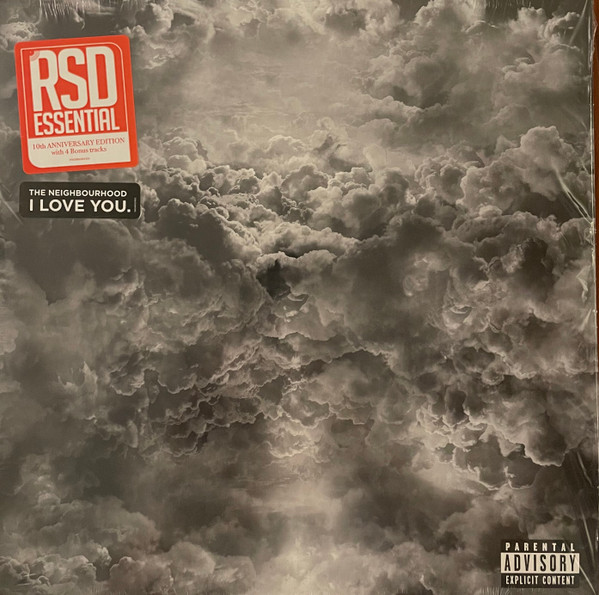 RSD
ESSENTIAL
10th ANNIVERSARY EDITION
with 4 Bonus tracks
THE NEIGHBOURHOOD
I LOVE YOU.
PARENTAL
ADVISORY
EXPLICIT CONTENT